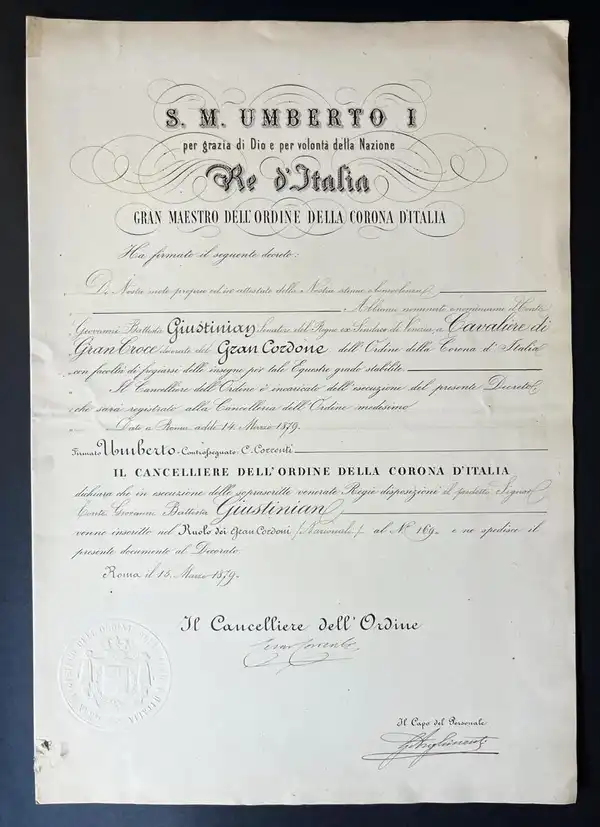 S. M. UMBERTO I
per grazia di Dio e per volontà della Nazione
Re d'Italia
GRAN MAESTRO DELL'ORDINE DELLA CORONA D'ITALIA
Ha firmato il seguente decreto:
Di Nostro moto proprio ed in attestato della Nostra
Abbiamo nominato e nominiamo il Conte
Giovanni Battista Giustinian Senatore del Regno ex Sindaco di Venezia, a Cavaliere di
Gran Croce decorato del Gran Cordone dell'Ordine della Corona d'Italia
con facoltà di fregiarsi delle insegne per tale Equestre grado stabilite.
Il Cancelliere dell'Ordine è incaricato dell'esecuzione del presente Decreto
che sarà registrato alla Cancelleria dell'Ordine medesimo
Dato a Roma addì 14. Marzo 1879.
Firmato Umberto - Controssegnato: C. Correnti
IL CANCELLIERE DELL'ORDINE DELLA CORONA D'ITALIA
dichiara che in esecuzione delle soprascritte venerate Regie disposizioni il predetto Signor
Conte Giovanni Battista Giustinian
venne inscritto nel Ruolo dei Gran Cordoni (Nazionali) al N° 169. e ne spedisce il
presente documento al Decorato.
Roma il Marzo 1879.
Il Cancelliere dell'Ordine
Cesare Correnti
Il Capo del Personale